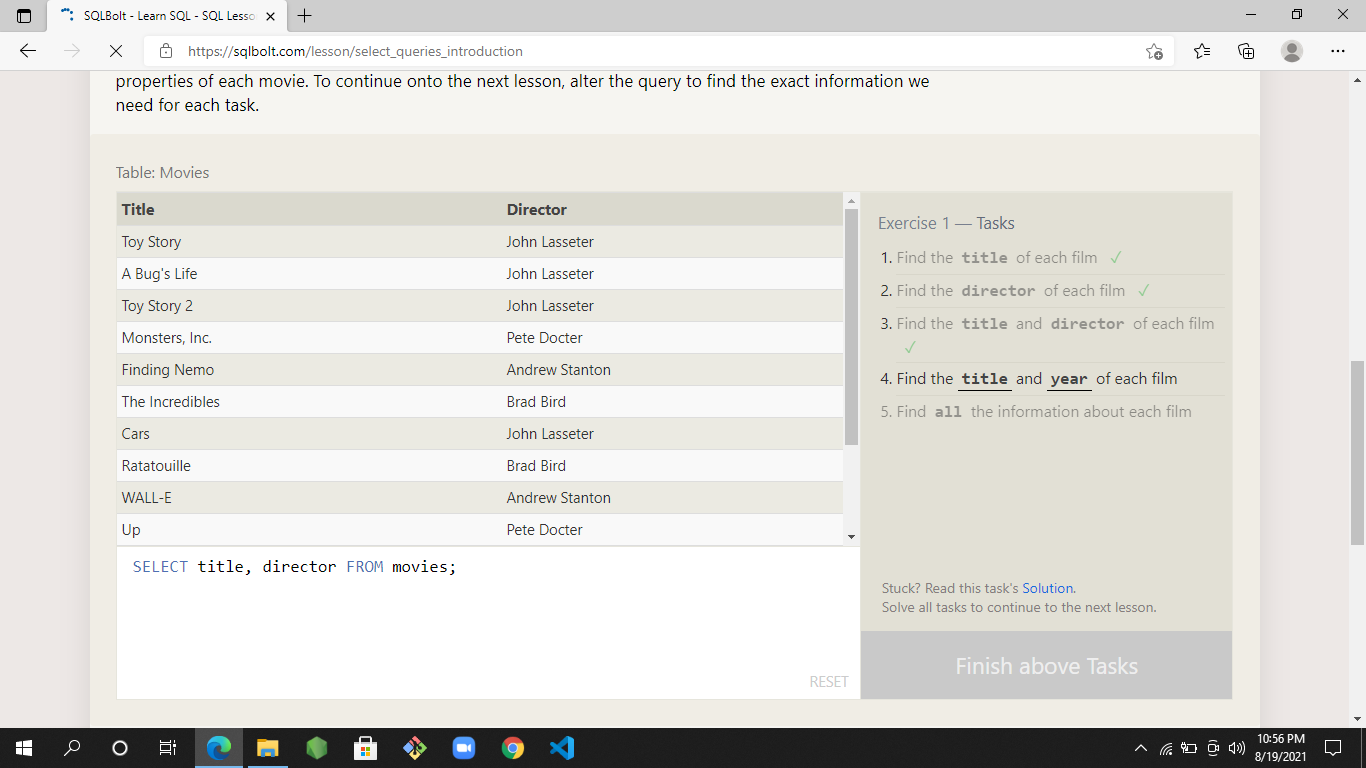 SQLBolt - Learn SQL - SQL Lesso
https://sqlbolt.com/lesson/select_queries_introduction
properties of each movie. To continue onto the next lesson, alter the query to find the exact information we
need for each task.
Table: Movies
Title Director
Toy Story John Lasseter
A Bug's Life John Lasseter
Toy Story 2 John Lasseter
Monsters, Inc. Pete Docter
Finding Nemo Andrew Stanton
The Incredibles Brad Bird
Cars John Lasseter
Ratatouille Brad Bird
WALL-E Andrew Stanton
Up Pete Docter
SELECT title, director FROM movies;
RESET
Exercise 1 — Tasks
1. Find the title of each film ✓
2. Find the director of each film ✓
3. Find the title and director of each film
✓
4. Find the title and year of each film
5. Find all the information about each film
Stuck? Read this task's Solution.
Solve all tasks to continue to the next lesson.
Finish above Tasks
10:56 PM
8/19/2021